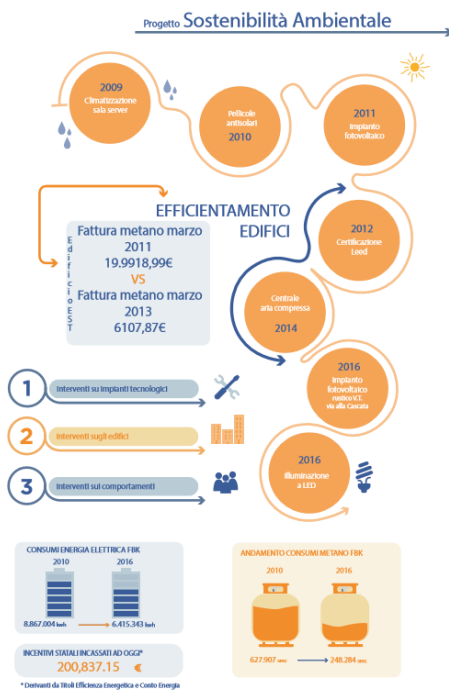 Progetto Sostenibilità Ambientale
2009
Climatizzazione
sala server
Pellicole
antisolari
2010
2011
Impianto
fotovoltaico
EFFICIENTAMENTO
EDIFICI
2012
Certificazione
Leed
Edificio EST
Fattura metano marzo
2011
19.9918,99€
VS
Fattura metano marzo
2013
6107,87€
Centrale
aria compressa
2014
2016
Impianto
fotovoltaico
rustico V.T.
via alla Cascata
2016
Illuminazione
a LED
1 Interventi su impianti tecnologici
2 Interventi sugli edifici
3 Interventi sui comportamenti
CONSUMI ENERGIA ELETTRICA FBK
2010 2016
8.867.004 kwh 6.415.343 kwh
INCENTIVI STATALI INCASSATI AD OGGI*
200,837.15 €
* Derivanti da Titoli Efficienza Energetica e Conto Energia
ANDAMENTO CONSUMI METANO FBK
2010 2016
627.907 smc 248.284 smc